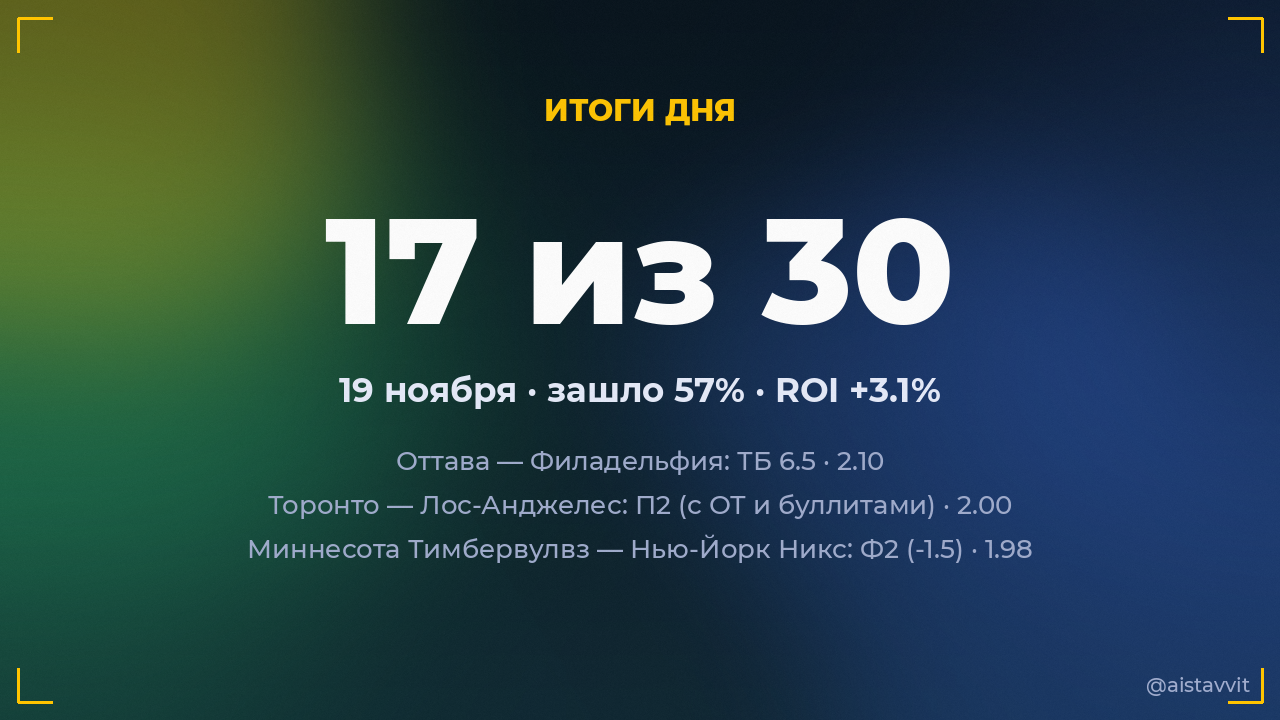 ИТОГИ ДНЯ
17 из 30
19 ноября · зашло 57% · ROI +3.1%
Оттава — Филадельфия: ТБ 6.5 · 2.10
Торонто — Лос-Анджелес: П2 (с ОТ и буллитами) · 2.00
Миннесота Тимбервулвз — Нью-Йорк Никс: Ф2 (-1.5) · 1.98
@aistavvit